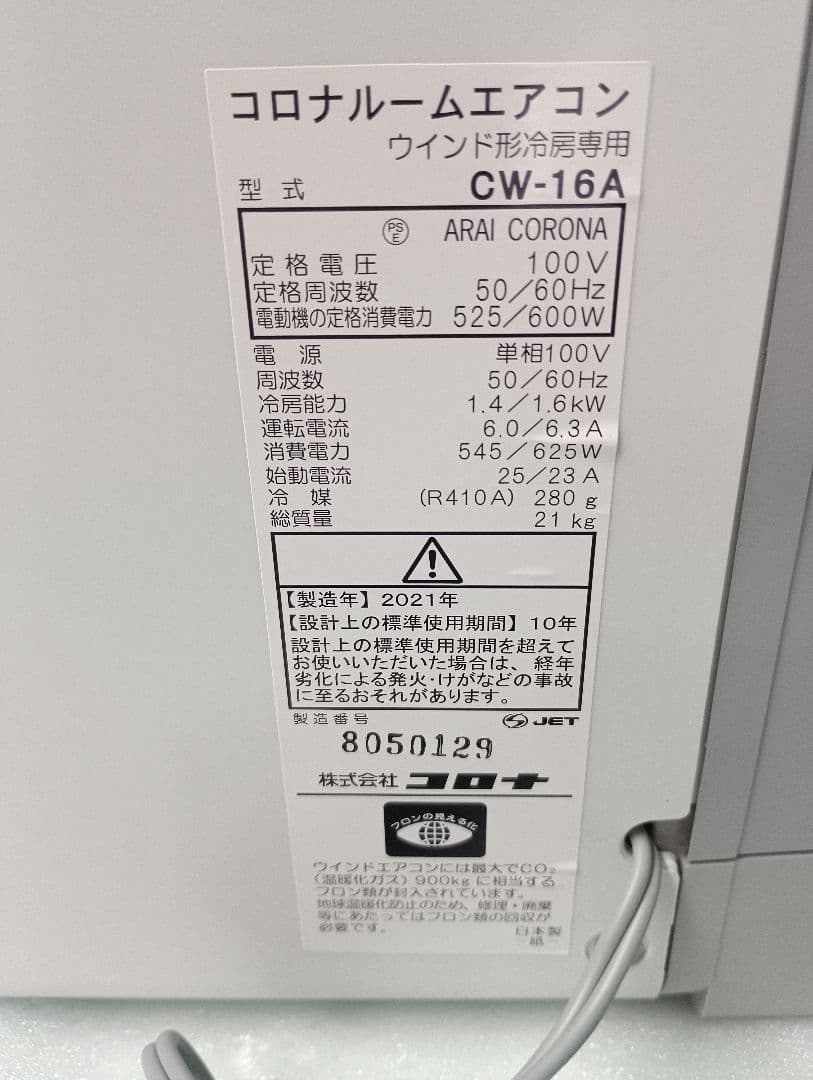 コロナルームエアコン
ウインド形冷房専用
型 式 CW-16A
PS E ARAI CORONA
定格電圧 100V
定格周波数 50/60Hz
電動機の定格消費電力 525/600W
電 源 単相100V
周波数 50/60Hz
冷房能力 1.4/1.6kW
運転電流 6.0/6.3A
消費電力 545/625W
始動電流 25/23A
冷 媒 (R410A) 280g
総質量 21kg
【製造年】2021年
【設計上の標準使用期間】10年
設計上の標準使用期間を超えて
お使いいただいた場合は、経年
劣化による発火・けがなどの事故
に至るおそれがあります。
製造番号 JET
8050129
株式会社 コロナ
フロンの見える化
ウインドエアコンには最大でCO₂
(温暖化ガス)900kgに相当する
フロン類が封入されています。
地球温暖化防止のため、修理・廃棄
等にあたってはフロン類の回収が
必要です。 日本製
-紙-